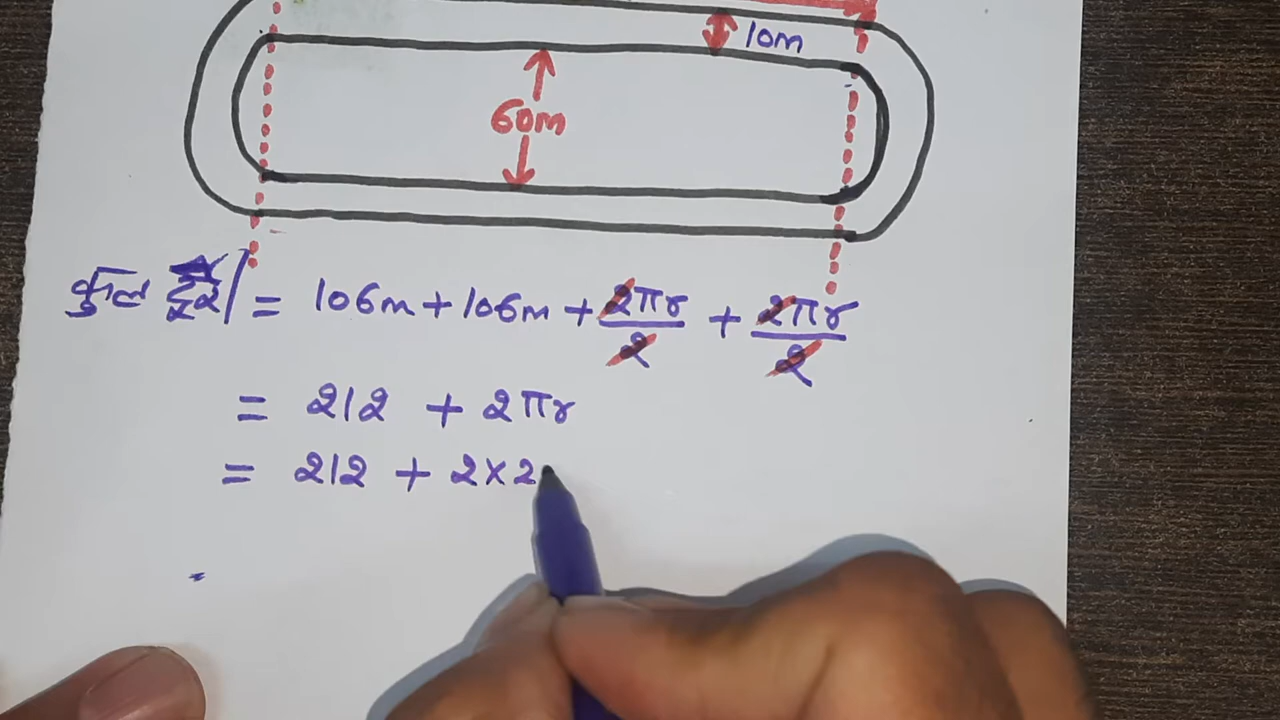 10m
60m
कुल दूरी = 106m + 106m + 2πr/2 + 2πr/2
= 212 + 2πr
= 212 + 2×2